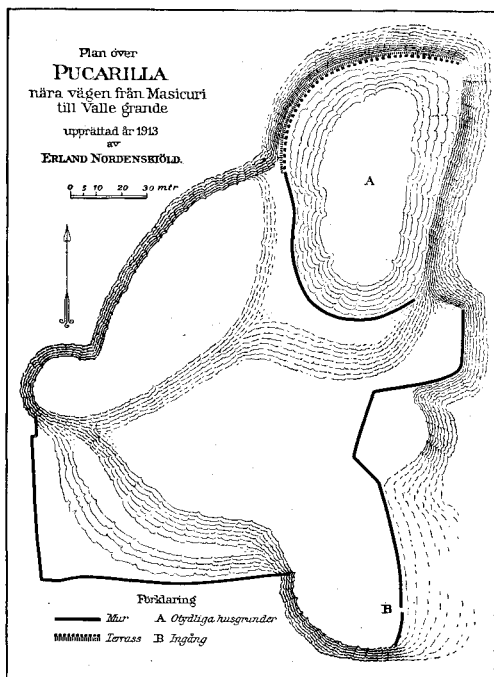 Plan över
PUCARILLA
nära vägen från Masicuri
till Valle grande
upprättad år 1913
av
ERLAND NORDENSKIÖLD.
0 5 10 20 30 mtr
A
B
Förklaring
Mur A Otydliga husgrunder
Terrass B Ingång